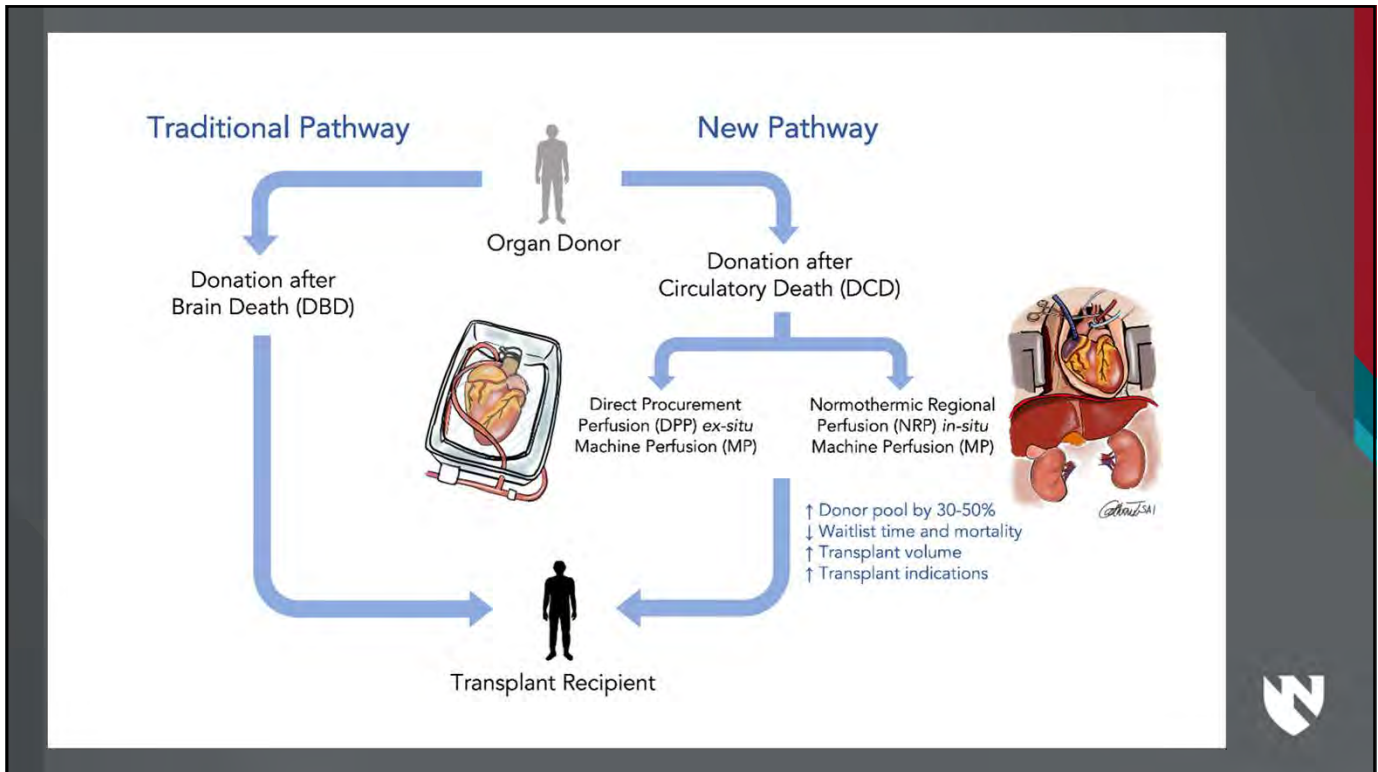 Traditional Pathway
New Pathway
Organ Donor
Donation after
Brain Death (DBD)
Donation after
Circulatory Death (DCD)
Direct Procurement
Perfusion (DPP) ex-situ
Machine Perfusion (MP)
Normothermic Regional
Perfusion (NRP) in-situ
Machine Perfusion (MP)
↑ Donor pool by 30-50%
↓ Waitlist time and mortality
↑ Transplant volume
↑ Transplant indications
Transplant Recipient
N